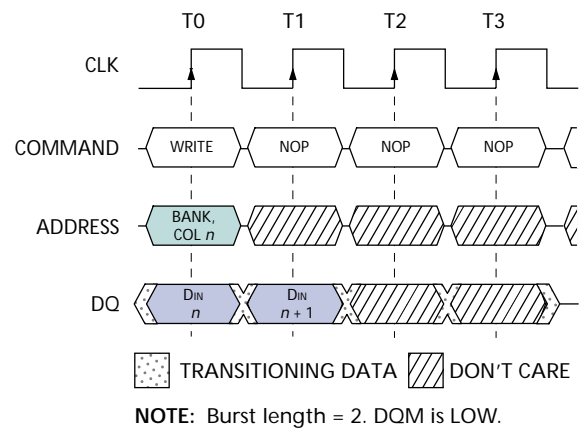 T0 T1 T2 T3
CLK
COMMAND WRITE NOP NOP NOP
ADDRESS BANK,
COL n
DQ DIN
n
DIN
n + 1
TRANSITIONING DATA DON'T CARE
NOTE: Burst length = 2. DQM is LOW.